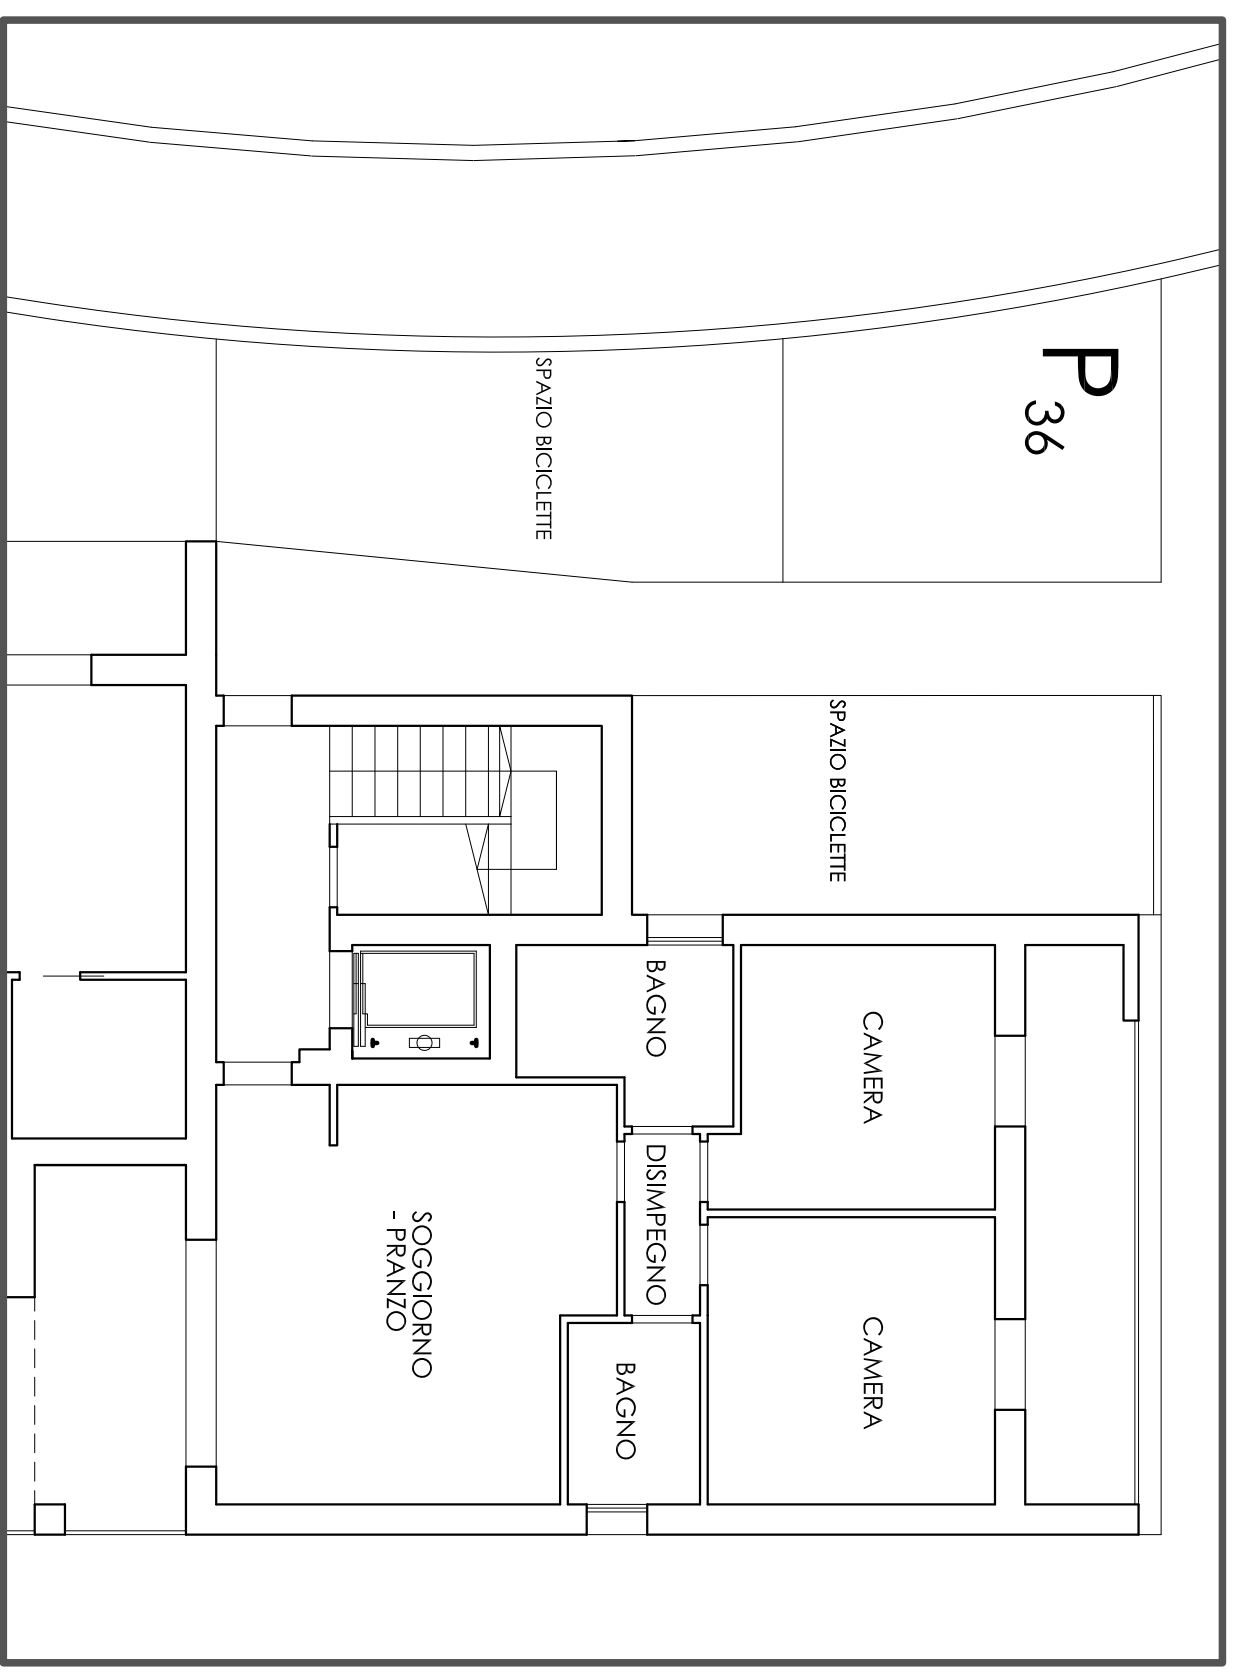 P
36
SPAZIO BICICLETTE
SPAZIO BICICLETTE
BAGNO
CAMERA
DISIMPEGNO
SOGGIORNO
- PRANZO
CAMERA
BAGNO